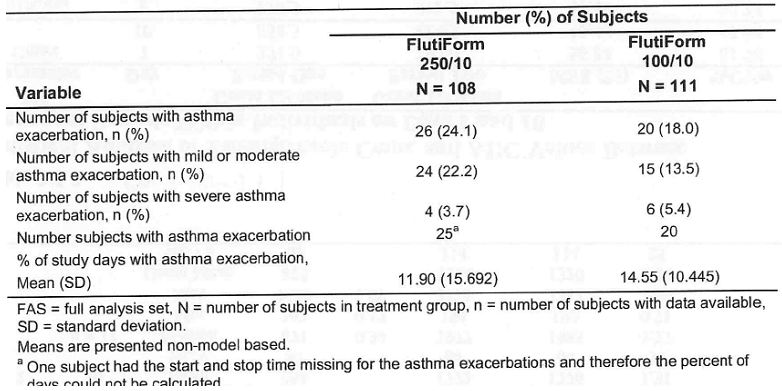 Number (%) of Subjects
FlutiForm FlutiForm
250/10 100/10
Variable N = 108 N = 111
Number of subjects with asthma
exacerbation, n (%) 26 (24.1) 20 (18.0)
Number of subjects with mild or moderate
asthma exacerbation, n (%) 24 (22.2) 15 (13.5)
Number of subjects with severe asthma
exacerbation, n (%) 4 (3.7) 6 (5.4)
Number subjects with asthma exacerbation 25a 20
% of study days with asthma exacerbation,
Mean (SD) 11.90 (15.692) 14.55 (10.445)
FAS = full analysis set, N = number of subjects in treatment group, n = number of subjects with data available,
SD = standard deviation.
Means are presented non-model based.
a One subject had the start and stop time missing for the asthma exacerbations and therefore the percent of
days could not be calculated